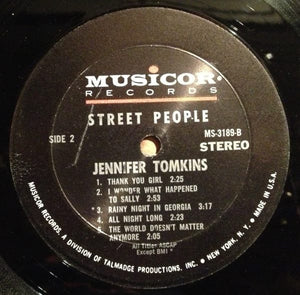 MUSICOR.
RECORDS
STREET PEOPLE
SIDE 2
MS-3189-B
STEREO
JENNIFER TOMKINS
1. THANK YOU GIRL 2:25
2. I WONDER WHAT HAPPENED
TO SALLY 2:53
* 3. RAINY NIGHT IN GEORGIA 3:17
4. ALL NIGHT LONG 2:23
5. THE WORLD DOESN'T MATTER
ANYMORE 2:05
All Titles ASCAP
Except BMI *
MUSICOR RECORDS, A DIVISION OF TALMADGE PRODUCTIONS, INC. • NEW YORK, N. Y. • MADE IN U.S.A.